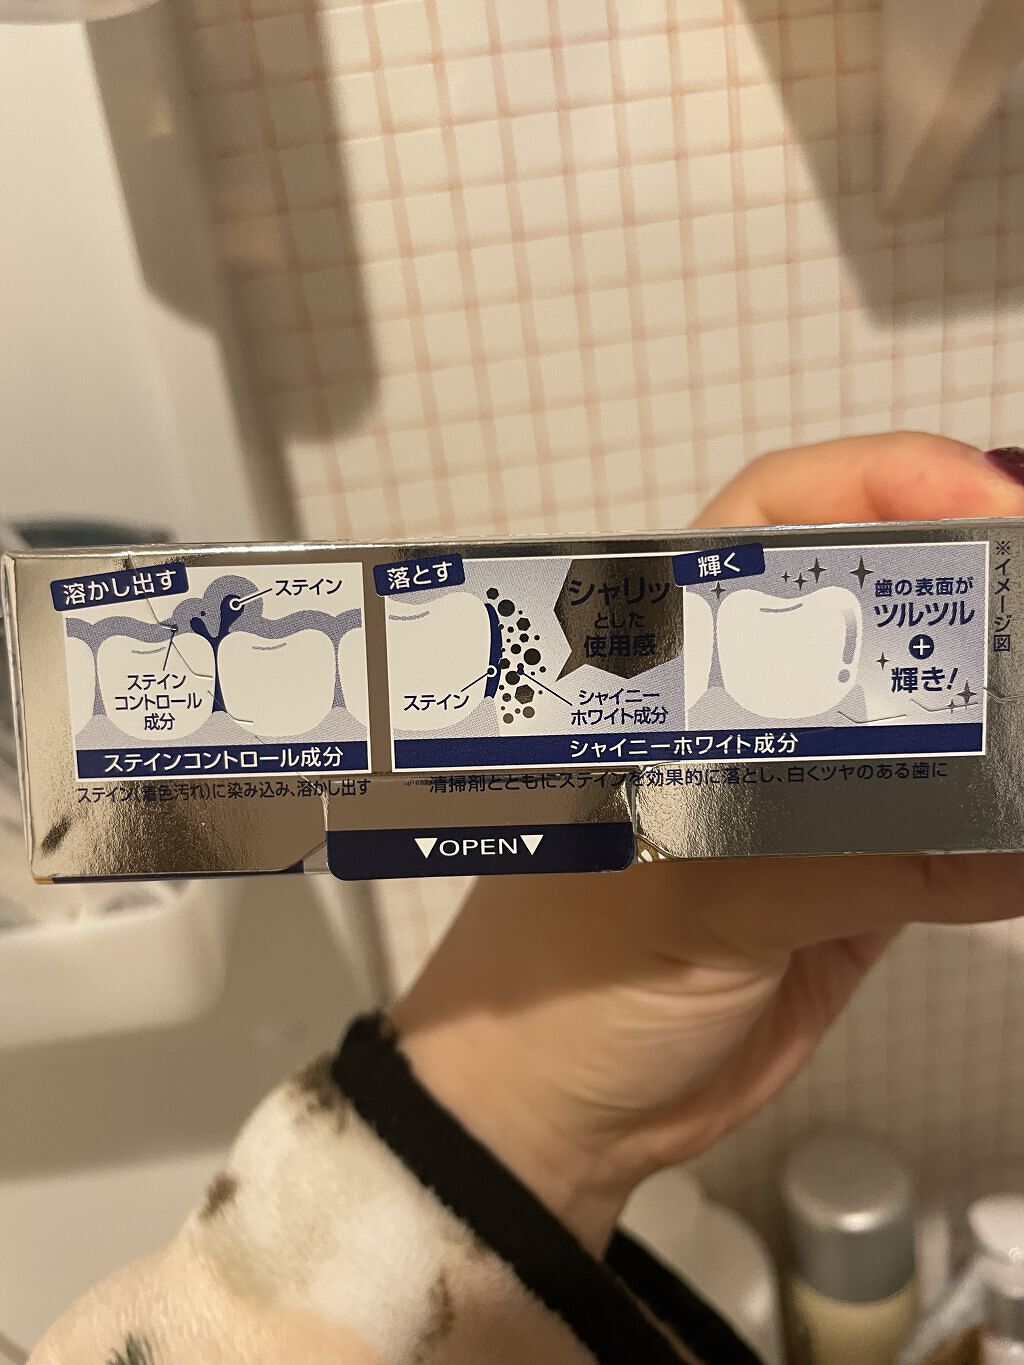 溶かし出す
ステイン
ステイン
コントロール
成分
ステインコントロール成分
ステイン(着色汚れ)に染み込み、溶かし出す
落とす
シャリッ
とした
使用感
ステイン
シャイニー
ホワイト成分
輝く
歯の表面が
ツルツル
+
輝き!
シャイニーホワイト成分
清掃剤とともにステインを効果的に落とし、白くツヤのある歯に
※イメージ図
▼OPEN▼